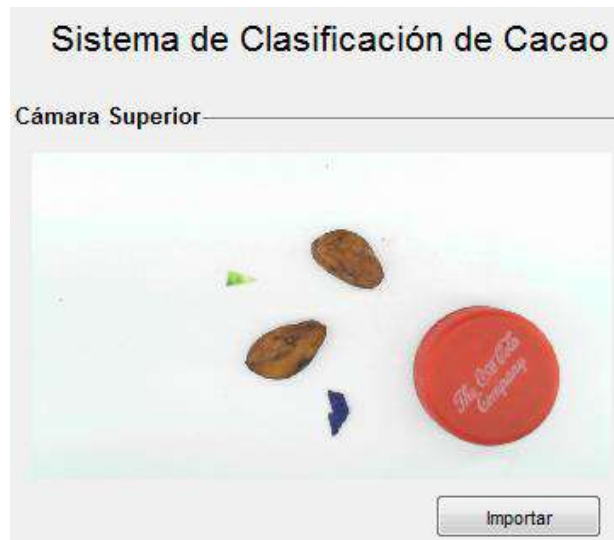 Sistema de Clasificación de Cacao
Cámara Superior
The Coca Cola
Company
Importar